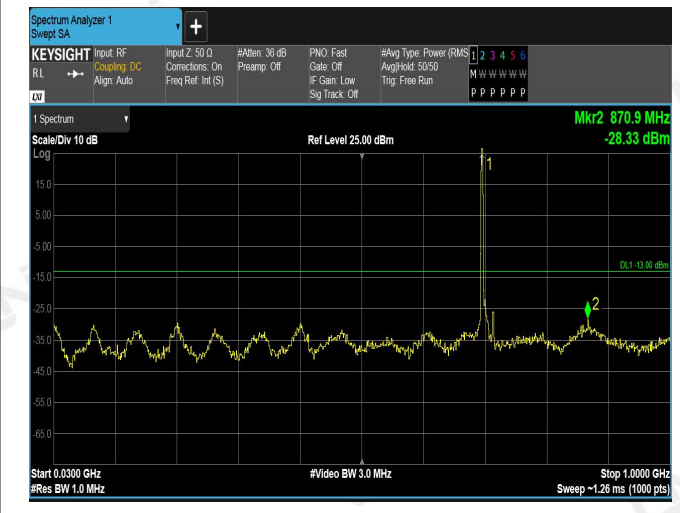 Spectrum Analyzer 1
Swept SA
+
KEYSIGHT Input: RF Input Z: 50 Ω #Atten: 36 dB PNO: Fast #Avg Type: Power (RMS 1 2 3 4 5 6
RL Coupling: DC Corrections: On Preamp: Off Gate: Off Avg|Hold: 50/50 M W W W W W
Align: Auto Freq Ref: Int (S) IF Gain: Low Trig: Free Run
LXI Sig Track: Off P P P P P P
1 Spectrum Mkr2 870.9 MHz
Scale/Div 10 dB Ref Level 25.00 dBm -28.33 dBm
Log
1
15.0
5.00
-5.00
DL1 -13.00 dBm
-15.0
-25.0
2
-35.0
-45.0
-55.0
-65.0
Start 0.0300 GHz #Video BW 3.0 MHz Stop 1.0000 GHz
#Res BW 1.0 MHz Sweep ~1.26 ms (1000 pts)